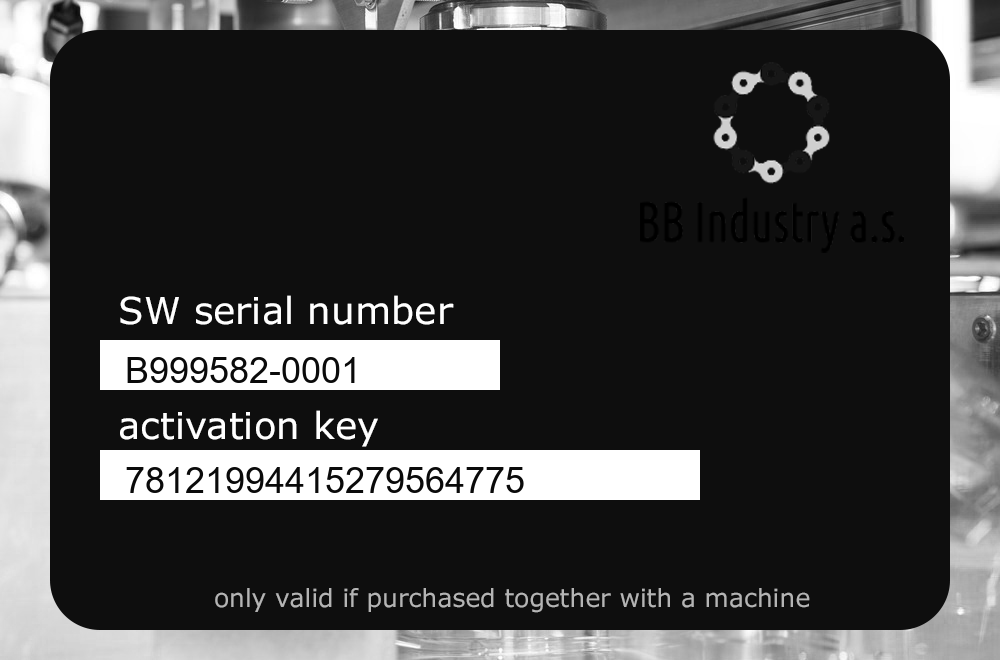 BB Industry a.s.
SW serial number
B999582-0001
activation key
78121994415279564775
only valid if purchased together with a machine